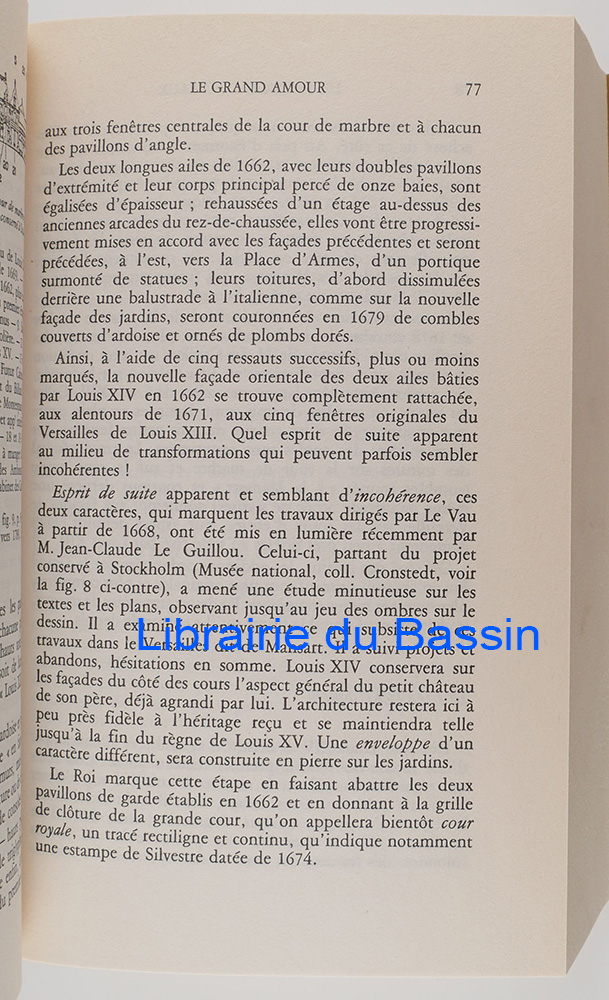 LE GRAND AMOUR 77
aux trois fenêtres centrales de la cour de marbre et à chacun
des pavillons d'angle.
Les deux longues ailes de 1662, avec leurs doubles pavillons
d'extrémité et leur corps principal percé de onze baies, sont
égalisées d'épaisseur ; rehaussées d'un étage au-dessus des
anciennes arcades du rez-de-chaussée, elles vont être progressi-
vement mises en accord avec les façades précédentes et seront
précédées, à l'est, vers la Place d'Armes, d'un portique
surmonté de statues ; leurs toitures, d'abord dissimulées
derrière une balustrade à l'italienne, comme sur la nouvelle
façade des jardins, seront couronnées en 1679 de combles
couverts d'ardoise et ornés de plombs dorés.
Ainsi, à l'aide de cinq ressauts successifs, plus ou moins
marqués, la nouvelle façade orientale des deux ailes bâties
par Louis XIV en 1662 se trouve complètement rattachée,
aux alentours de 1671, aux cinq fenêtres originales du
Versailles de Louis XIII. Quel esprit de suite apparent
au milieu de transformations qui peuvent parfois sembler
incohérentes !
Esprit de suite apparent et semblant d'incohérence, ces
deux caractères, qui marquent les travaux dirigés par Le Vau
à partir de 1668, ont été mis en lumière récemment par
M. Jean-Claude Le Guillou. Celui-ci, partant du projet
conservé à Stockholm (Musée national, coll. Cronstedt, voir
la fig. 8 ci-contre), a mené une étude minutieuse sur les
textes et les plans, observant jusqu'au jeu des ombres sur le
dessin. Il a examiné attentivement ce qui subsiste de ces
travaux dans le Versailles dit de Mansart. Il a suivi projets et
abandons, hésitations en somme. Louis XIV conservera sur
les façades du côté des cours l'aspect général du petit château
de son père, déjà agrandi par lui. L'architecture restera ici à
peu près fidèle à l'héritage reçu et se maintiendra telle
jusqu'à la fin du règne de Louis XV. Une enveloppe d'un
caractère différent, sera construite en pierre sur les jardins.
Le Roi marque cette étape en faisant abattre les deux
pavillons de garde établis en 1662 et en donnant à la grille
de clôture de la grande cour, qu'on appellera bientôt cour
royale, un tracé rectiligne et continu, qu'indique notamment
une estampe de Silvestre datée de 1674.
Librairie du Bassin